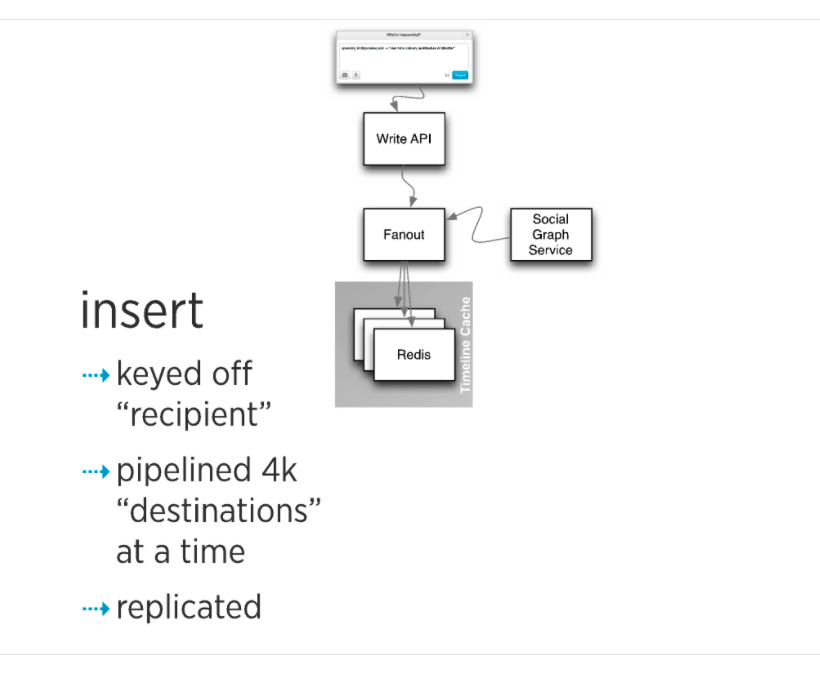 What's happening?
Write API
Fanout
Social
Graph
Service
Redis
Timeline Cache
insert
keyed off
“recipient”
pipelined 4k
“destinations”
at a time
replicated